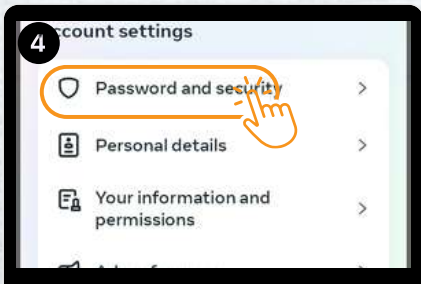 4
ccount settings
Password and security
Personal details
Your information and
permissions